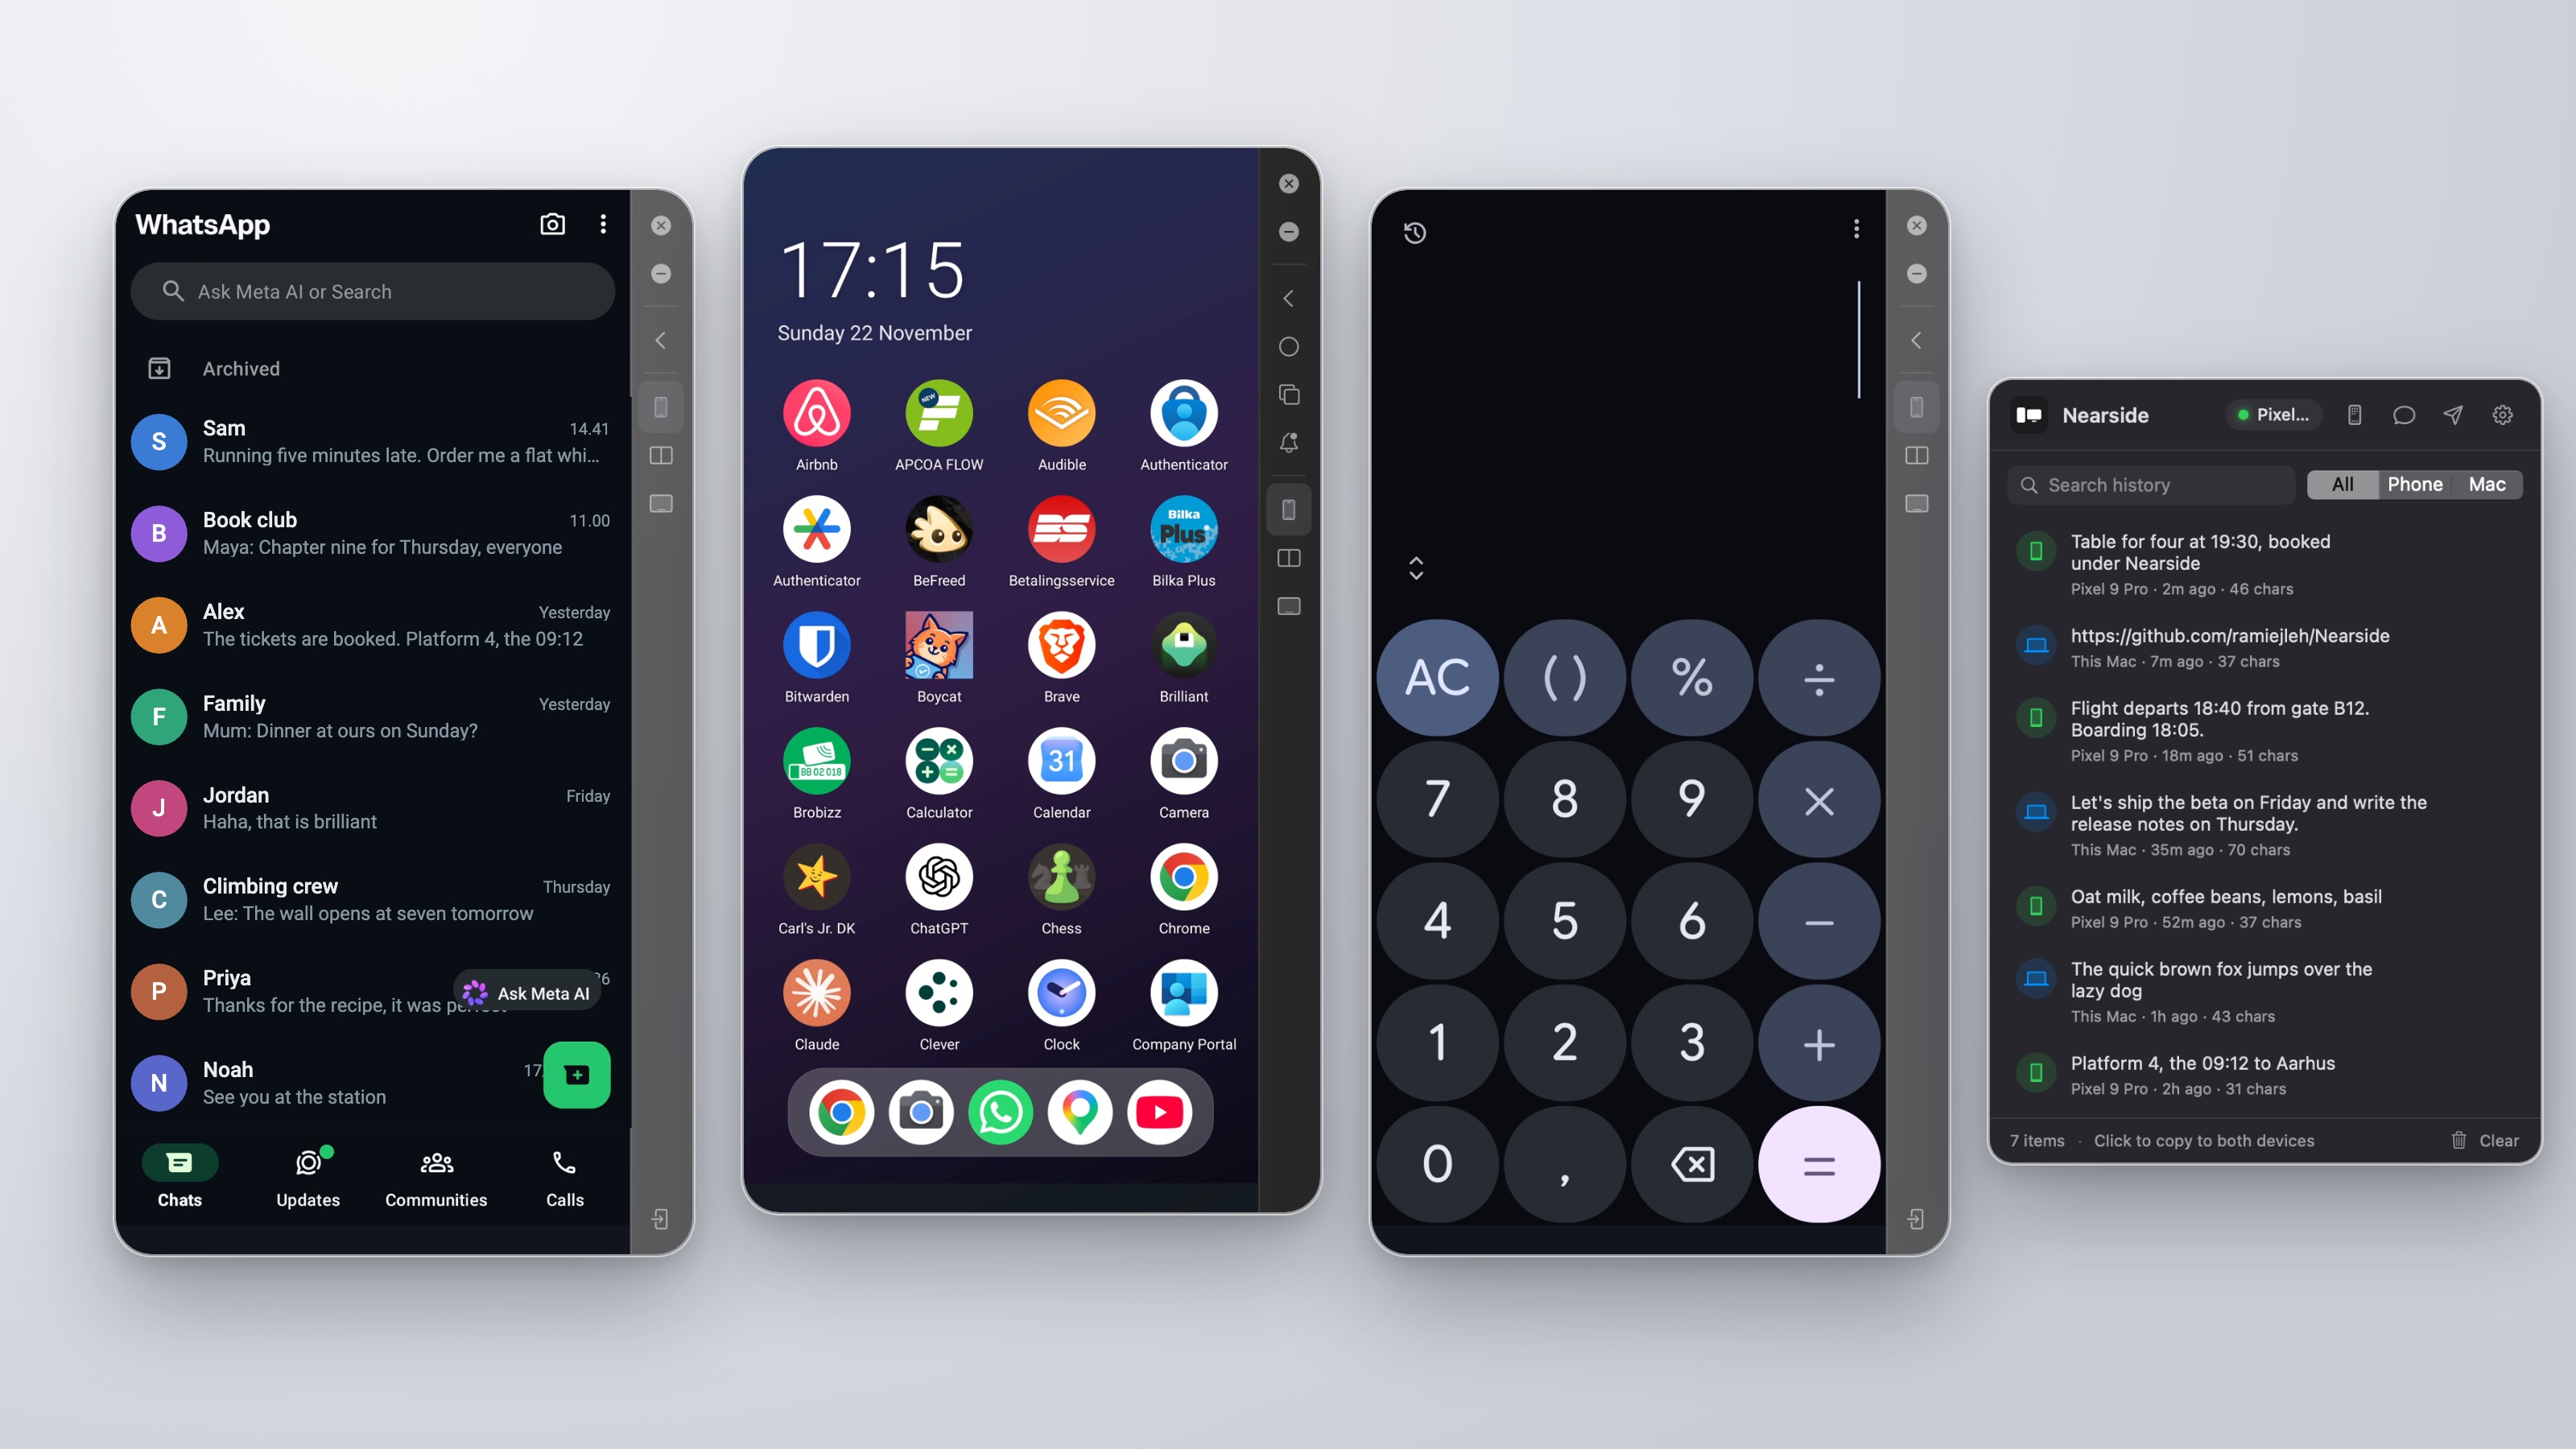 WhatsApp
Ask Meta AI or Search
Archived
S
Sam
14.41
Running five minutes late. Order me a flat whi...
B
Book club
11.00
Maya: Chapter nine for Thursday, everyone
A
Alex
Yesterday
The tickets are booked. Platform 4, the 09:12
F
Family
Yesterday
Mum: Dinner at ours on Sunday?
J
Jordan
Friday
Haha, that is brilliant
C
Climbing crew
Thursday
Lee: The wall opens at seven tomorrow
P
Priya
Thanks for the recipe, it was
Ask Meta AI
N
Noah
17
See you at the station
Chats
Updates
Communities
Calls
17:15
Sunday 22 November
NEW
Airbnb
APCOA FLOW
Audible
Authenticator
BS
Bilka
Plus
Authenticator
BeFreed
Betalingsservice
Bilka Plus
Bitwarden
Boycat
Brave
Brilliant
BB 02 018
31
Brobizz
Calculator
Calendar
Camera
Carl's Jr. DK
ChatGPT
Chess
Chrome
Claude
Clever
Clock
Company Portal
AC
( )
%
÷
7
8
9
×
4
5
6
−
1
2
3
+
0
,
=
Nearside
Pixel...
Search history
All
Phone
Mac
Table for four at 19:30, booked
under Nearside
Pixel 9 Pro · 2m ago · 46 chars
https://github.com/ramiejleh/Nearside
This Mac · 7m ago · 37 chars
Flight departs 18:40 from gate B12.
Boarding 18:05.
Pixel 9 Pro · 18m ago · 51 chars
Let's ship the beta on Friday and write the
release notes on Thursday.
This Mac · 35m ago · 70 chars
Oat milk, coffee beans, lemons, basil
Pixel 9 Pro · 52m ago · 37 chars
The quick brown fox jumps over the
lazy dog
This Mac · 1h ago · 43 chars
Platform 4, the 09:12 to Aarhus
Pixel 9 Pro · 2h ago · 31 chars
7 items · Click to copy to both devices
Clear